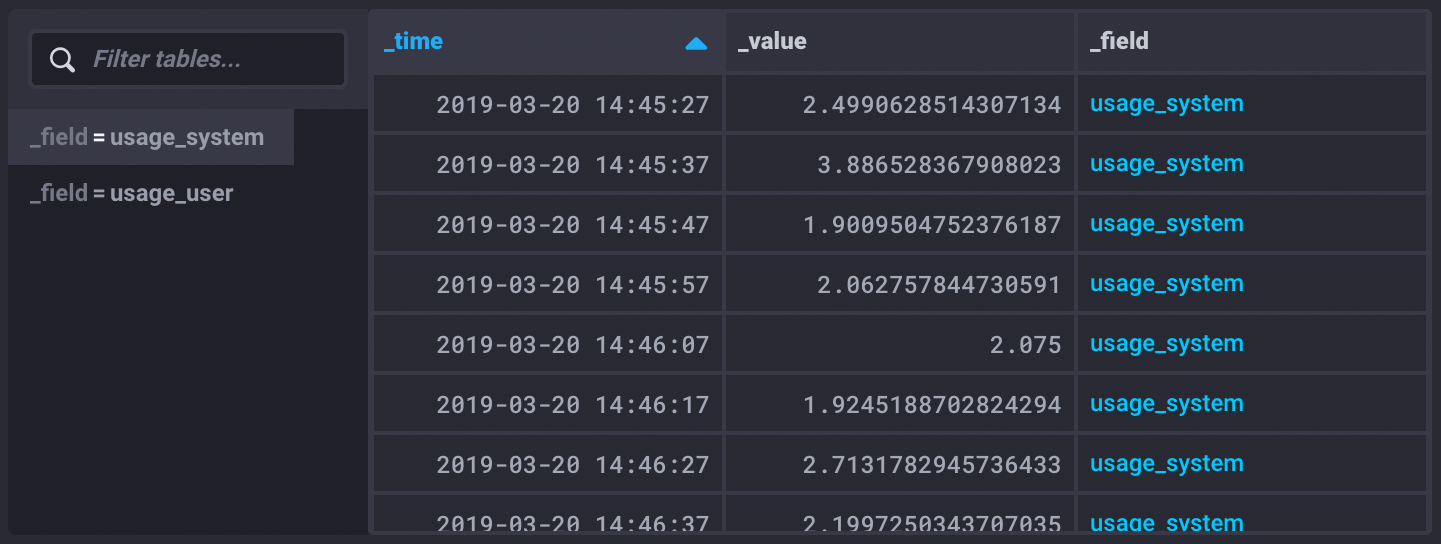 Filter tables...
_field = usage_system
_field = usage_user
_time _value _field
2019-03-20 14:45:27 2.4990628514307134 usage_system
2019-03-20 14:45:37 3.886528367908023 usage_system
2019-03-20 14:45:47 1.9009504752376187 usage_system
2019-03-20 14:45:57 2.062757844730591 usage_system
2019-03-20 14:46:07 2.075 usage_system
2019-03-20 14:46:17 1.9245188702824294 usage_system
2019-03-20 14:46:27 2.7131782945736433 usage_system
2019-03-20 14:46:37 2.1997250343707035 usage_system